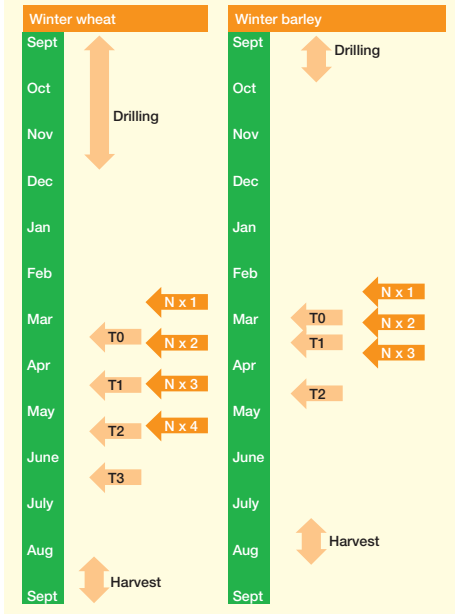 Winter wheat
Sept
Oct
Drilling
Nov
Dec
Jan
Feb
N x 1
Mar
T0
N x 2
Apr
T1
N x 3
May
T2
N x 4
June
T3
July
Aug
Harvest
Sept
Winter barley
Sept
Drilling
Oct
Nov
Dec
Jan
Feb
N x 1
Mar
T0
N x 2
T1
N x 3
Apr
T2
May
June
July
Harvest
Aug
Sept